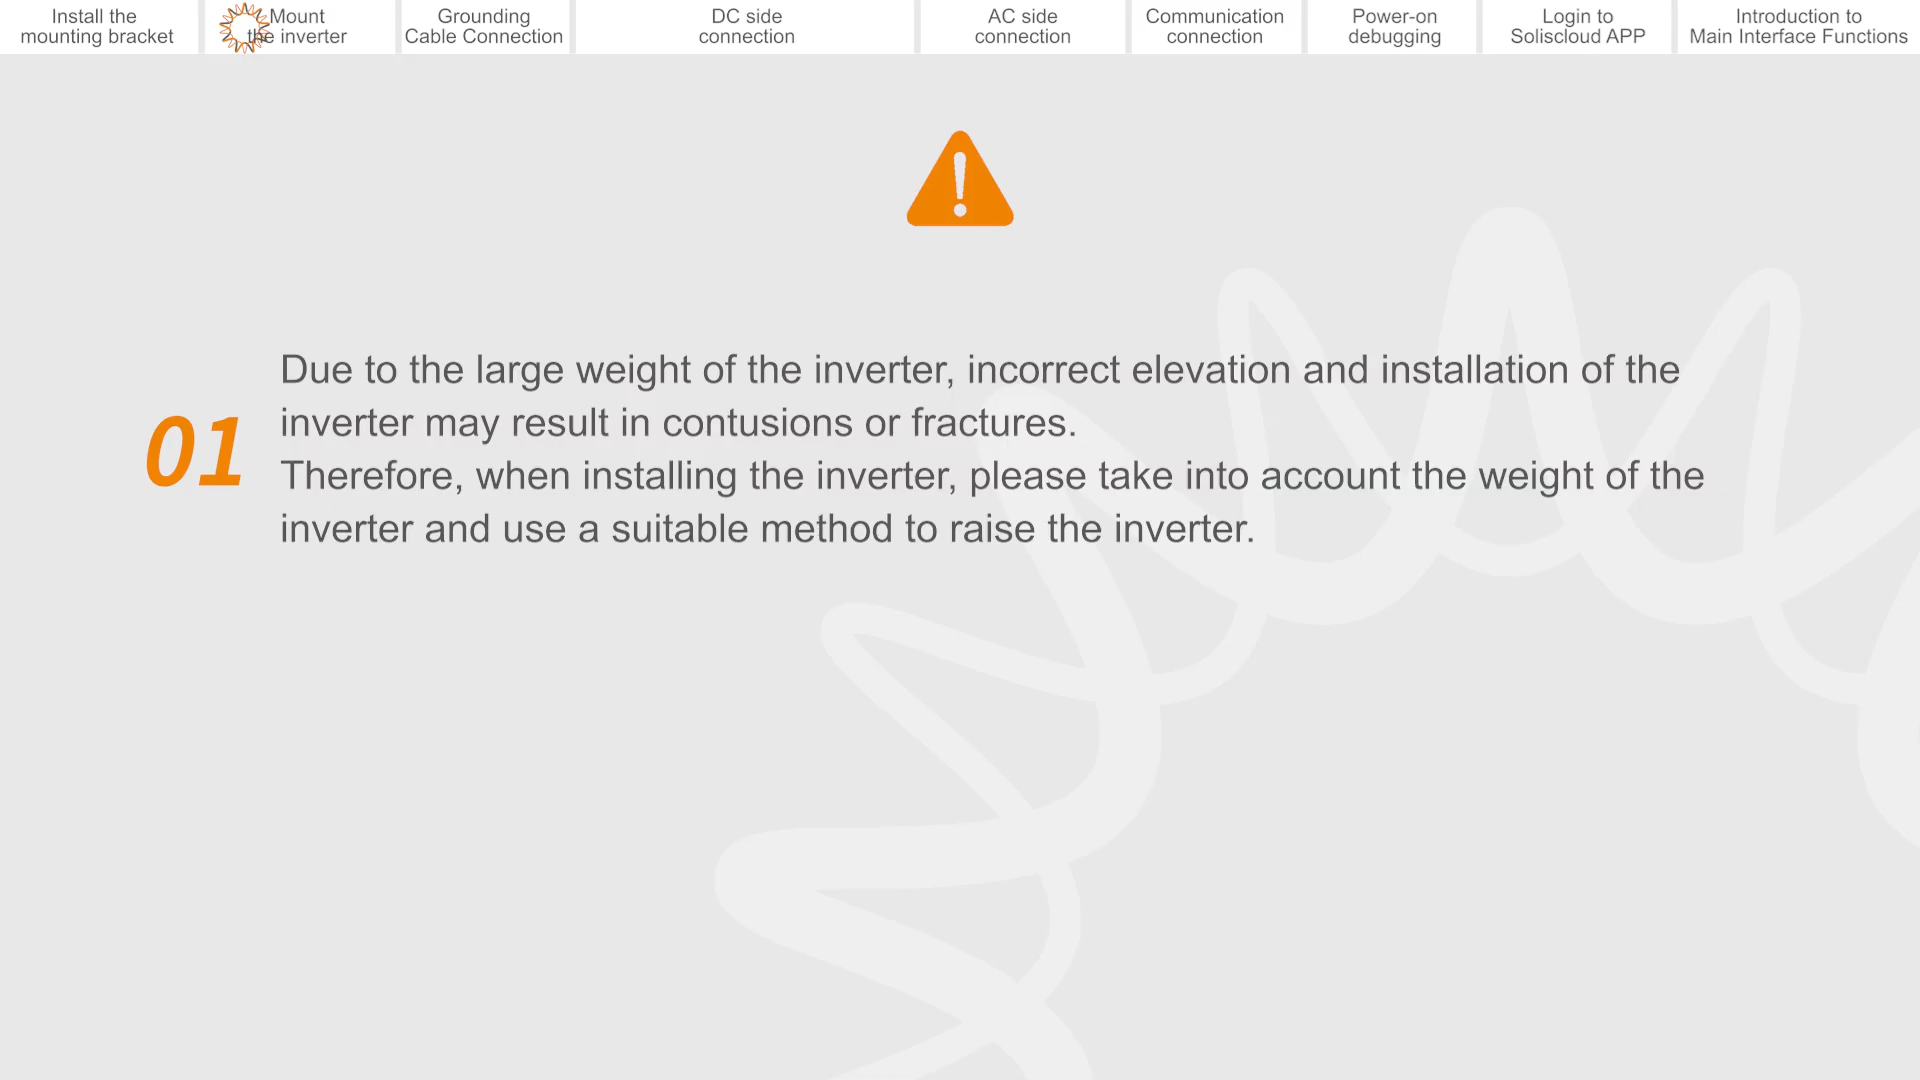 Install the
mounting bracket
Mount
the inverter
Grounding
Cable Connection
DC side
connection
AC side
connection
Communication
connection
Power-on
debugging
Login to
Soliscloud APP
Introduction to
Main Interface Functions
01
Due to the large weight of the inverter, incorrect elevation and installation of the
inverter may result in contusions or fractures.
Therefore, when installing the inverter, please take into account the weight of the
inverter and use a suitable method to raise the inverter.